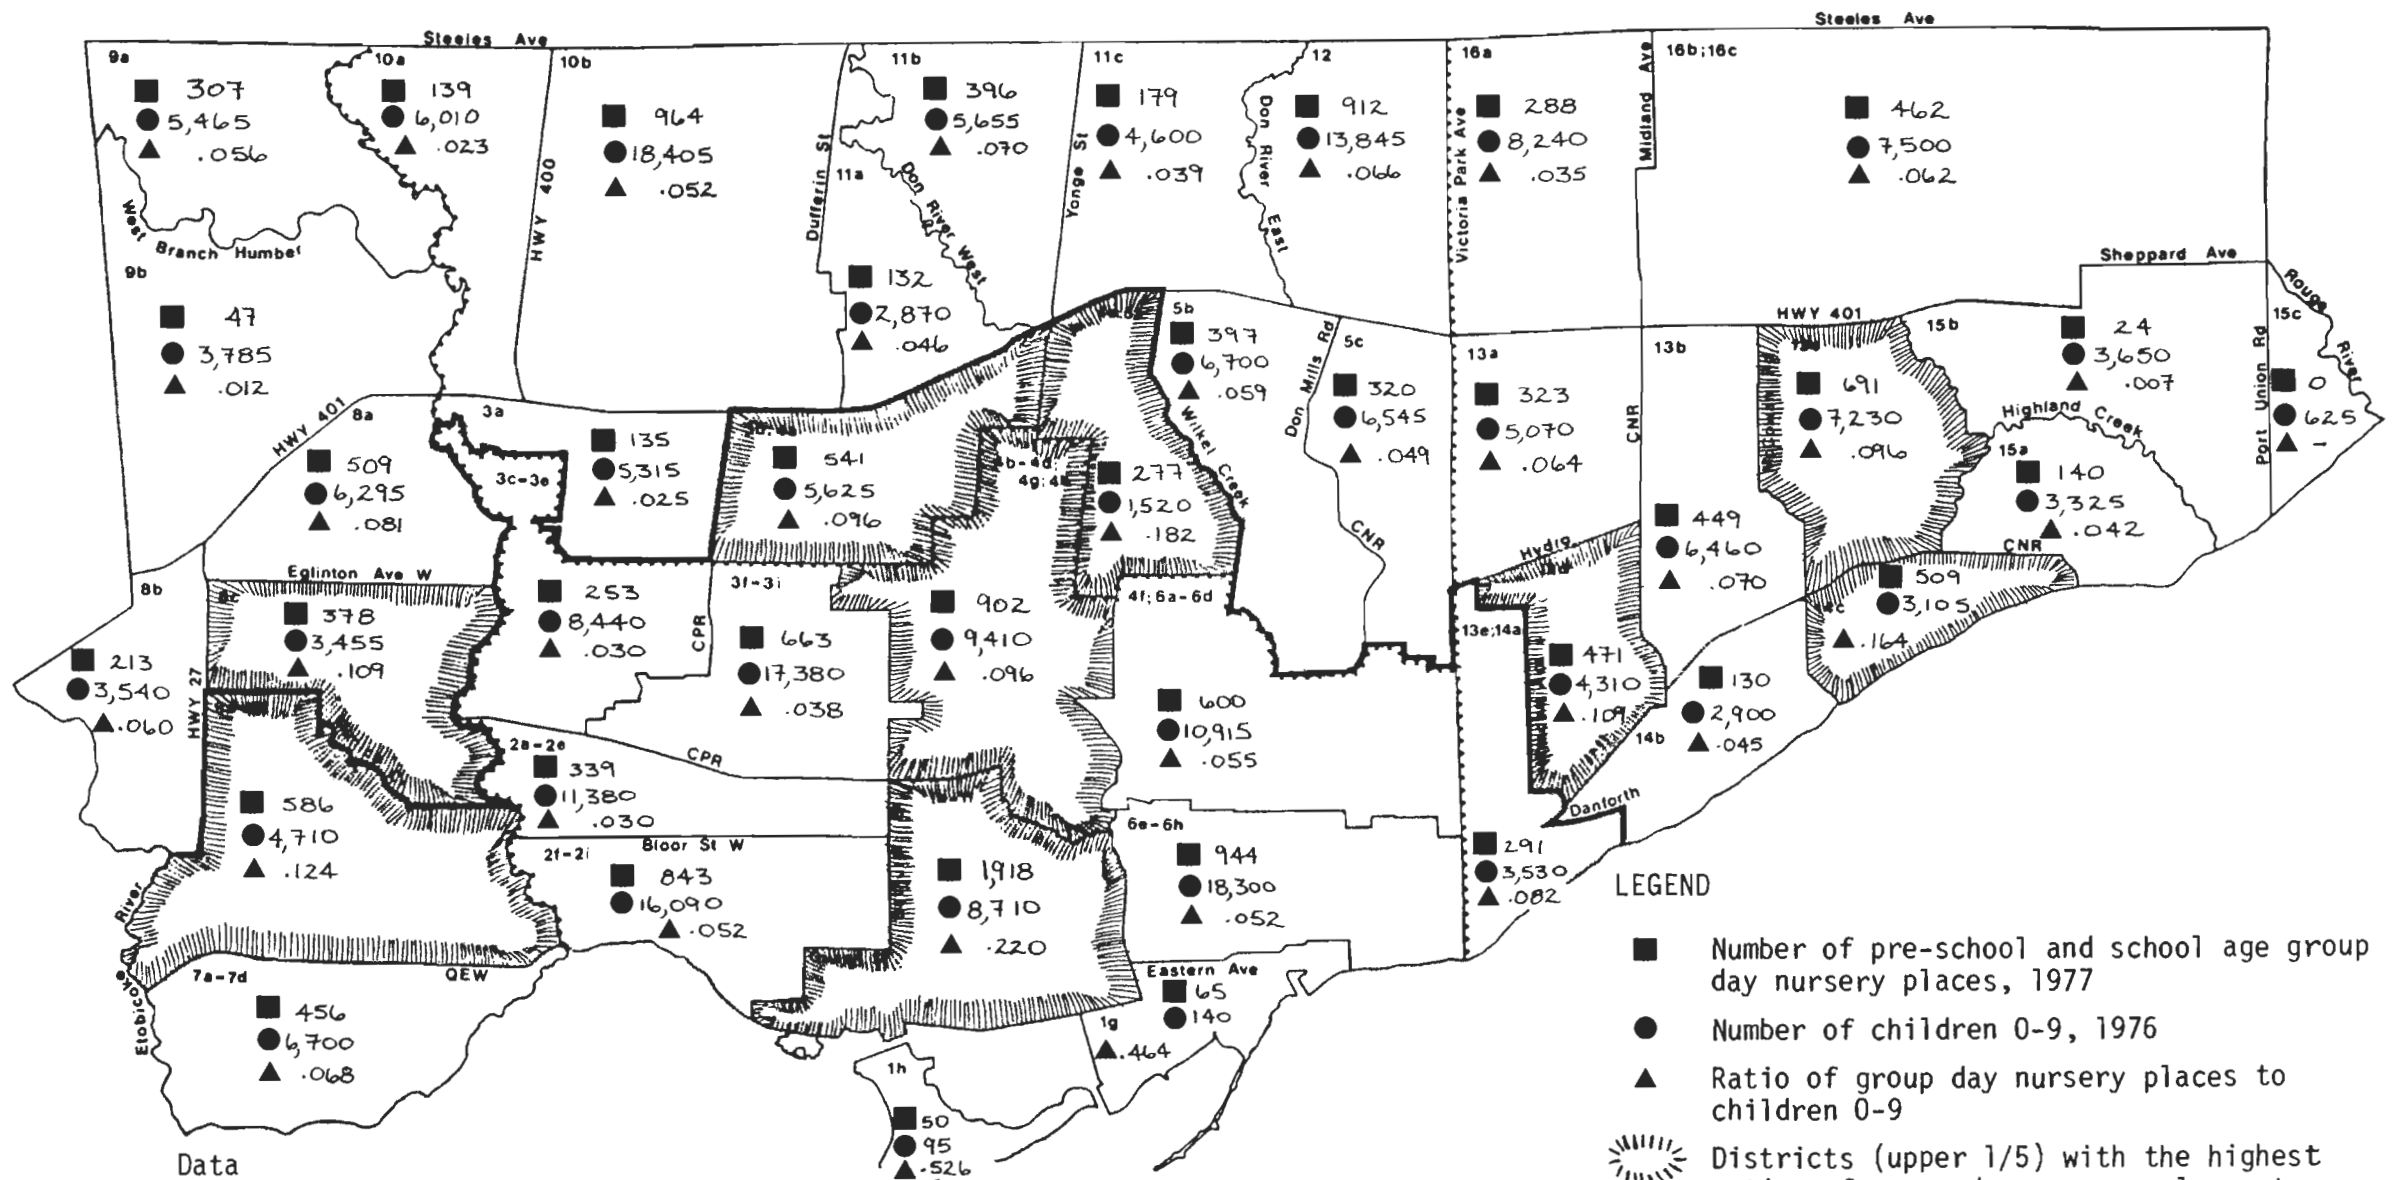 Steeles Ave
Steeles Ave
9a
■ 307
● 5,465
▲ .056
10a
■ 139
● 6,010
▲ .023
10b
■ 964
● 18,405
▲ .052
HWY 400
Dufferin St
11b
■ 396
● 5,655
▲ .070
11a
■ 132
● 2,870
▲ .046
Don River West
11c
■ 179
● 4,600
▲ .039
Yonge St
12
■ 912
● 13,845
▲ .066
Don River East
16a
■ 288
● 8,240
▲ .035
Victoria Park Ave
Midland Ave
16b;16c
■ 462
● 7,500
▲ .062
West Branch Humber
9b
■ 47
● 3,785
▲ .012
Sheppard Ave
Rouge River
HWY 401
HWY 401
8a
■ 509
● 6,295
▲ .081
3a
■ 135
● 5,315
▲ .025
3c-3e
■ 541
● 5,625
▲ .096
4b-4d;
4g;4h
■ 277
● 1,520
▲ .182
5b
■ 397
● 6,700
▲ .059
Wilket Creek
Don Mills Rd
5c
■ 320
● 6,545
▲ .049
CNR
13a
■ 323
● 5,070
▲ .064
CNR
13b
■ 449
● 6,460
▲ .070
■ 691
● 7,230
▲ .096
15b
■ 24
● 3,650
▲ .007
Highland Creek
15a
■ 140
● 3,325
▲ .042
CNR
Port Union Rd
15c
■ 0
● 625
▲ –
8b
■ 213
● 3,540
▲ .060
HWY 27
Eglinton Ave W
8c
■ 378
● 3,455
▲ .109
■ 253
● 8,440
▲ .030
CPR
3f-3i
■ 663
● 17,380
▲ .038
CPR
■ 902
● 9,410
▲ .096
4f;6a-6d
■ 600
● 10,915
▲ .055
Hydro
13e;14a
■ 471
● 4,310
▲ .109
14b
■ 130
● 2,900
▲ .045
14c
■ 509
● 3,105
▲ .164
Danforth
■ 291
● 3,530
▲ .082
■ 586
● 4,710
▲ .124
Etobicoke River
2a-2e
■ 339
● 11,380
▲ .030
Bloor St W
2f-2i
■ 843
● 16,090
▲ .052
■ 1,918
● 8,710
▲ .220
6e-6h
■ 944
● 18,300
▲ .052
Eastern Ave
■ 65
● 140
1g
▲ .464
1h
■ 50
● 95
▲ .526
QEW
7a-7d
■ 456
● 6,700
▲ .068
Data
LEGEND
■ Number of pre-school and school age group
day nursery places, 1977
● Number of children 0-9, 1976
▲ Ratio of group day nursery places to
children 0-9
Districts (upper 1/5) with the highest